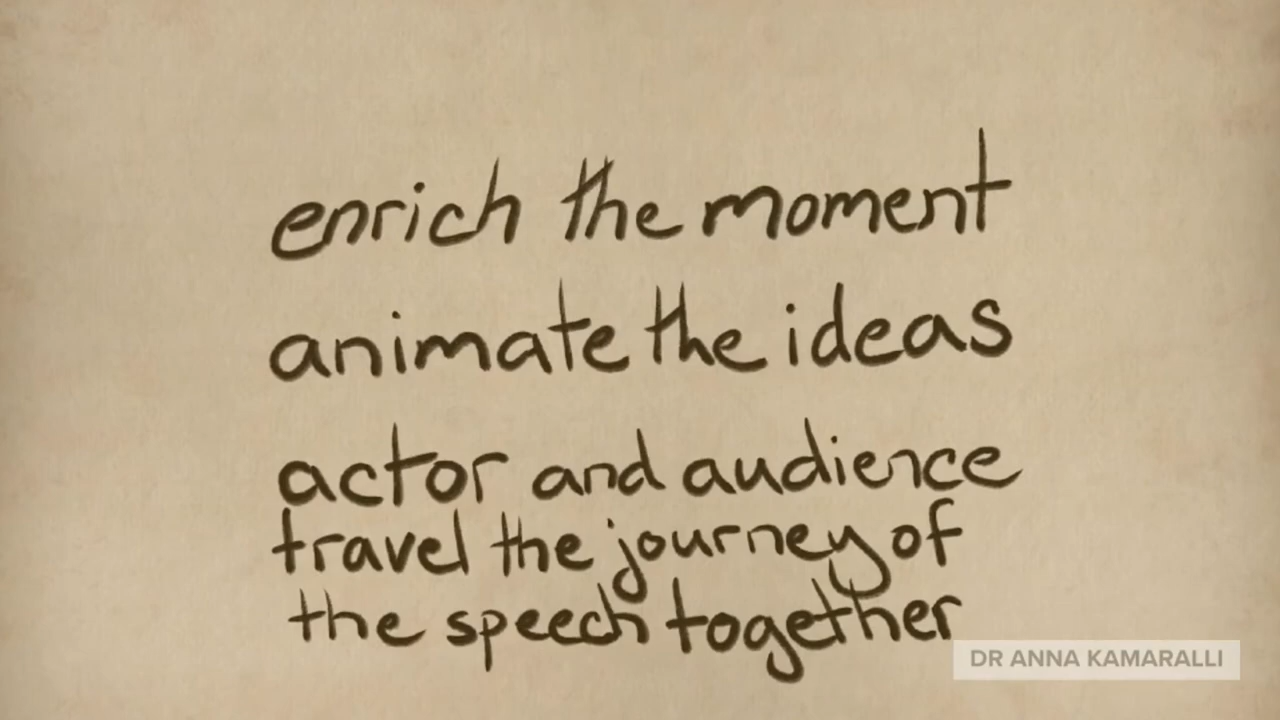 enrich the moment
animate the ideas
actor and audience
travel the journey of
the speech together
DR ANNA KAMARALLI